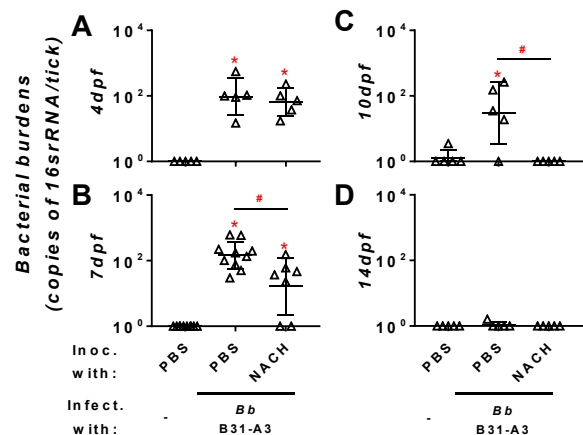 Bacterial burdens
(copies of 16srRNA/tick)
A
4dpf
10⁴
10²
10⁰
*
*
C
10dpf
10⁴
10²
10⁰
*
#
B
7dpf
10⁴
10²
10⁰
*
#
*
D
14dpf
10⁴
10²
10⁰
Inoc.
with:
PBS
PBS
NACH
PBS
PBS
NACH
Infect.
with:
-
Bb
B31-A3
-
Bb
B31-A3